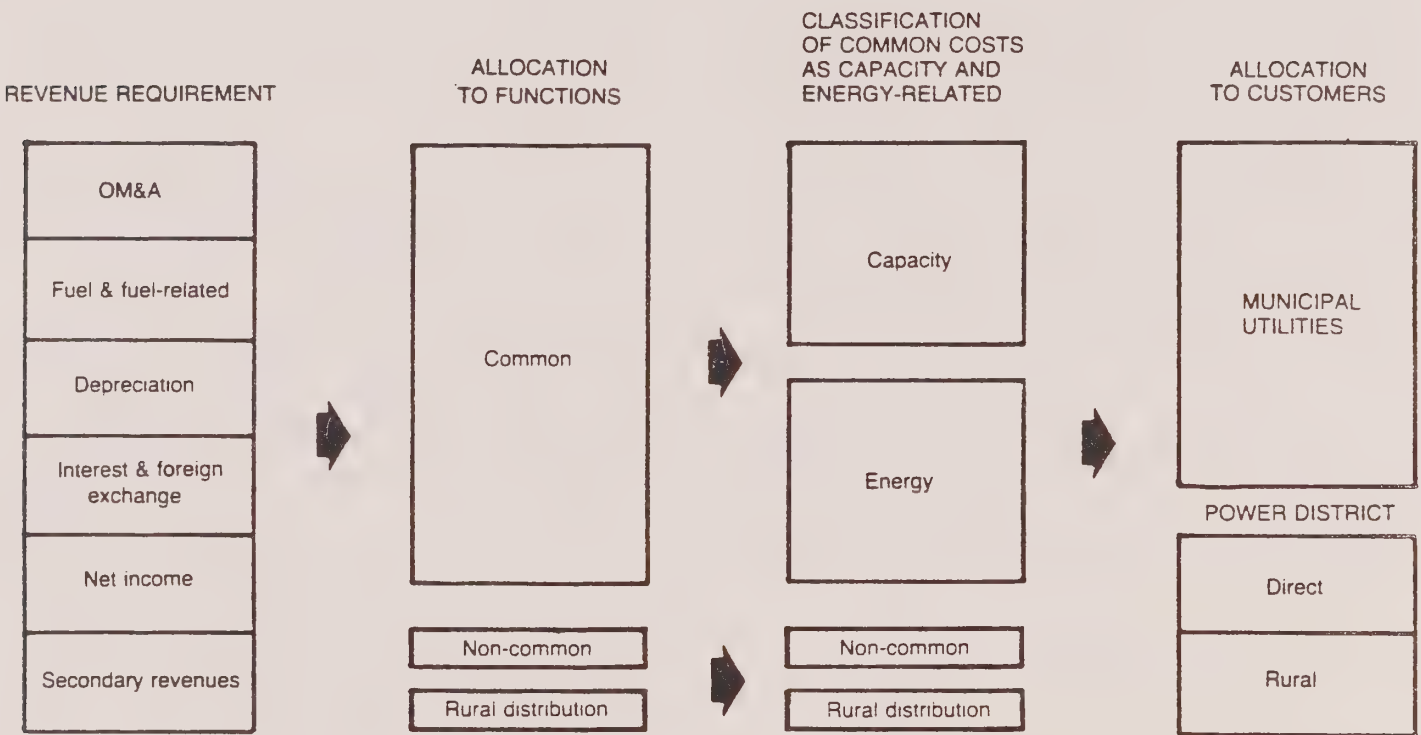 REVENUE REQUIREMENT
OM&A
Fuel & fuel-related
Depreciation
Interest & foreign
exchange
Net income
Secondary revenues
ALLOCATION
TO FUNCTIONS
Common
Non-common
Rural distribution
CLASSIFICATION
OF COMMON COSTS
AS CAPACITY AND
ENERGY-RELATED
Capacity
Energy
Non-common
Rural distribution
ALLOCATION
TO CUSTOMERS
MUNICIPAL
UTILITIES
POWER DISTRICT
Direct
Rural